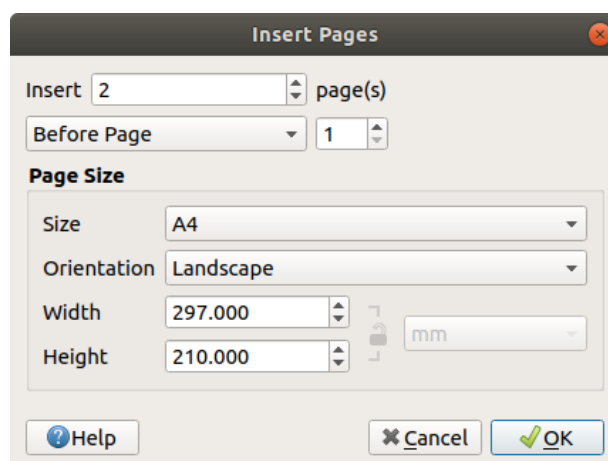 Insert Pages
Insert 2 page(s)
Before Page 1
Page Size
Size A4
Orientation Landscape
Width 297.000
mm
Height 210.000
Help Cancel OK